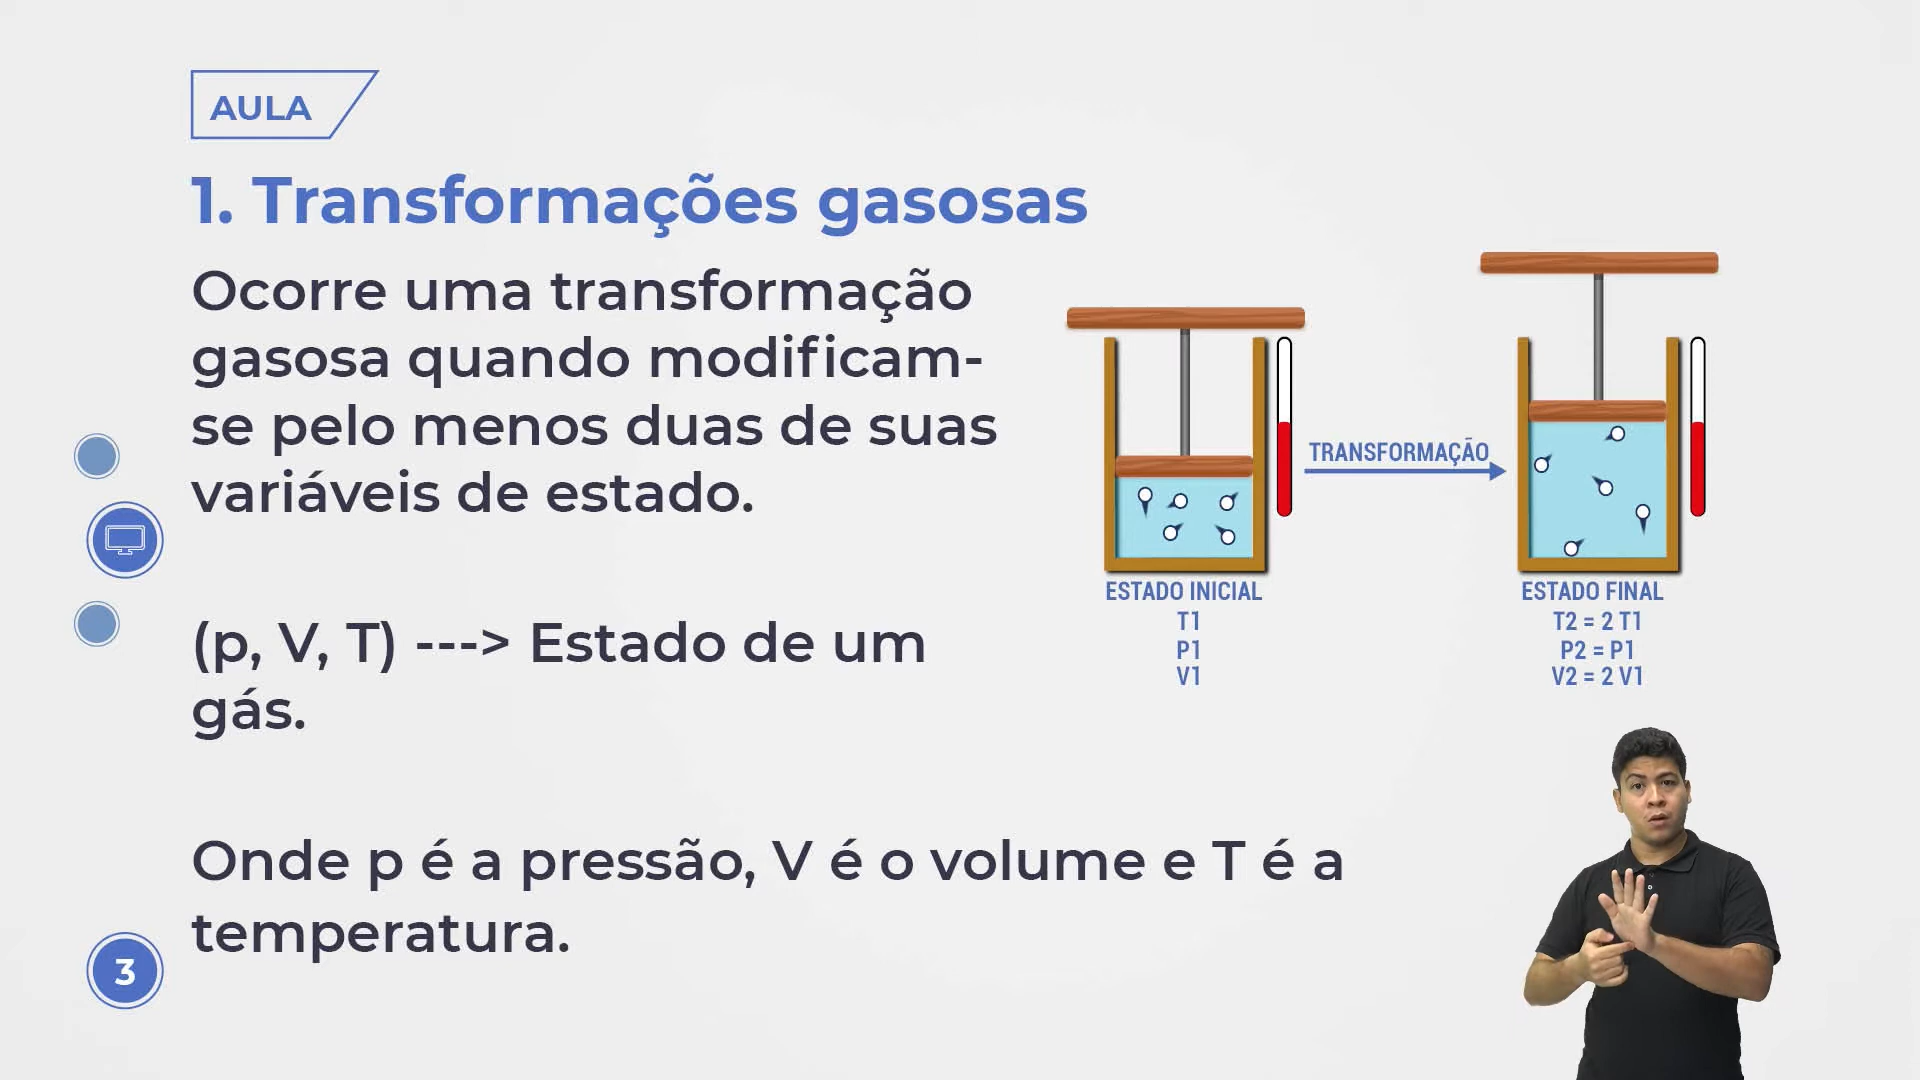 AULA
1. Transformações gasosas
Ocorre uma transformação
gasosa quando modificam-
se pelo menos duas de suas
variáveis de estado.
(p, V, T) ---> Estado de um
gás.
Onde p é a pressão, V é o volume e T é a
temperatura.
TRANSFORMAÇÃO
ESTADO INICIAL
T1
P1
V1
ESTADO FINAL
T2 = 2 T1
P2 = P1
V2 = 2 V1
3